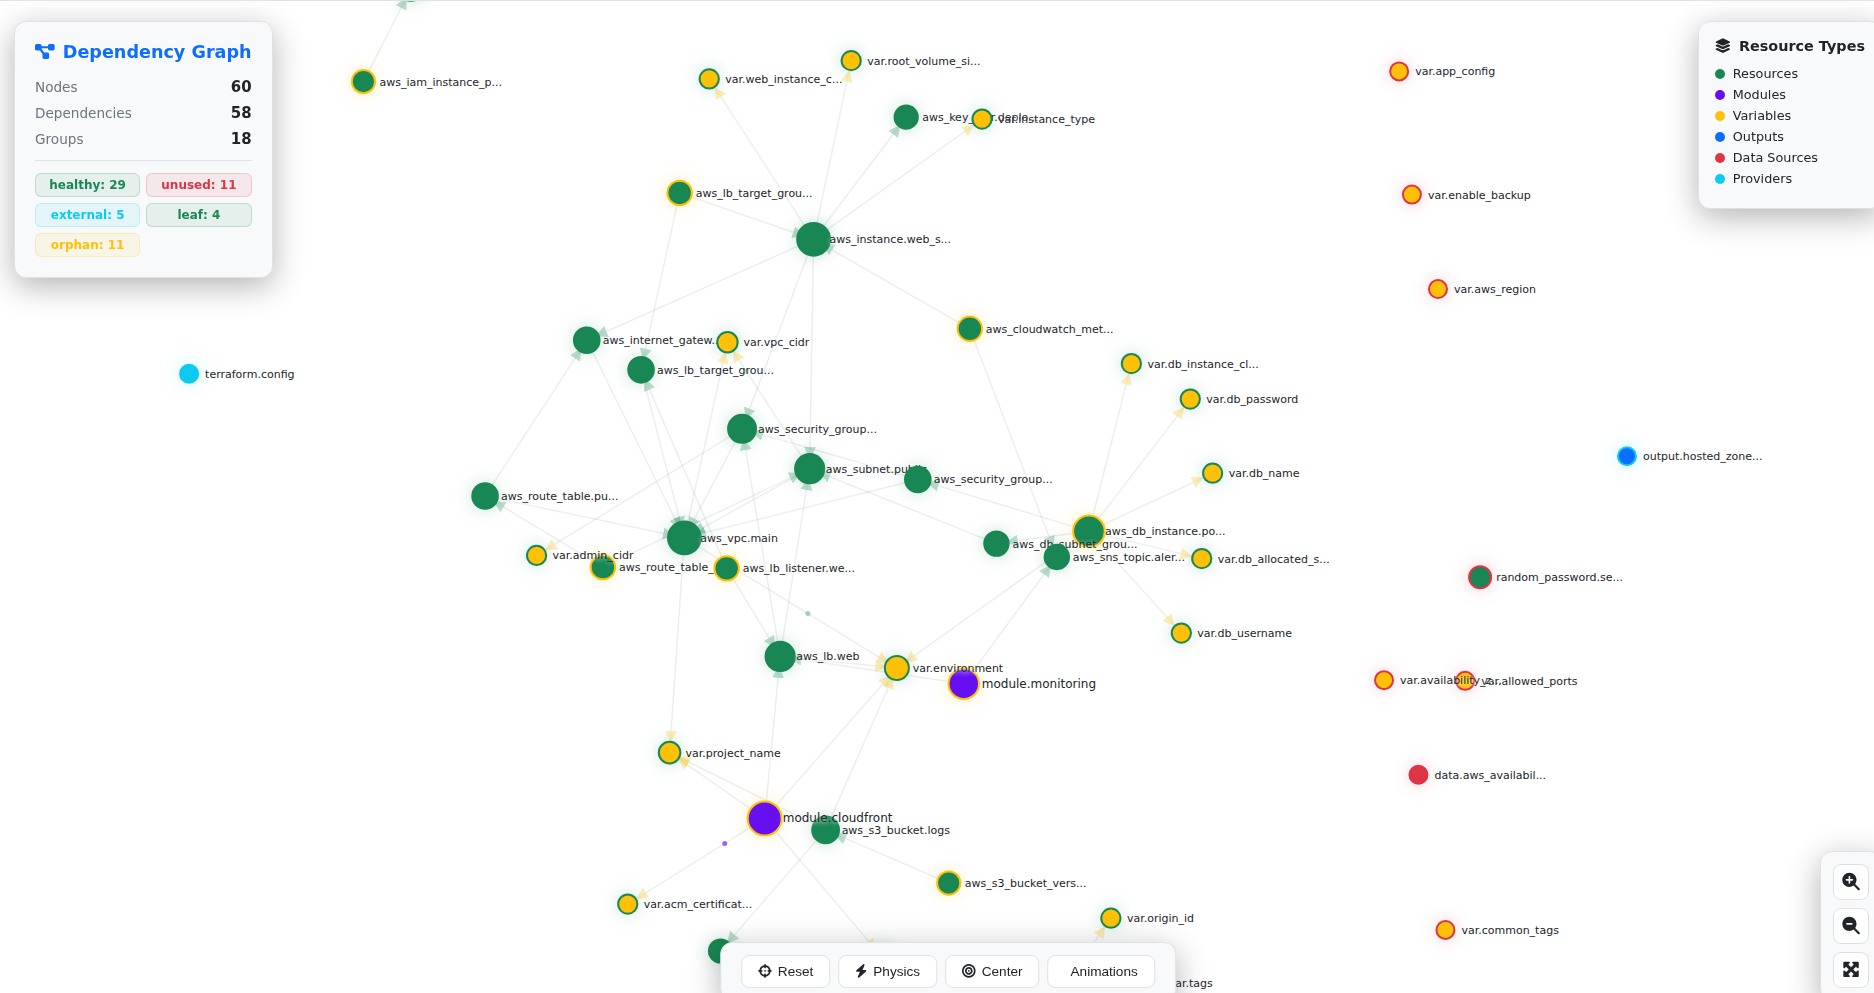 Dependency Graph
Nodes 60
Dependencies 58
Groups 18
healthy: 29
unused: 11
external: 5
leaf: 4
orphan: 11
Resource Types
Resources
Modules
Variables
Outputs
Data Sources
Providers
aws_iam_instance_p...
var.web_instance_c...
var.root_volume_si...
aws_key_
var.instance_type
var.app_config
aws_lb_target_grou...
var.enable_backup
aws_instance.web_s...
var.aws_region
aws_cloudwatch_met...
aws_internet_gatew...
var.vpc_cidr
aws_lb_target_grou...
terraform.config
var.db_instance_cl...
var.db_password
aws_security_group...
output.hosted_zone...
aws_subnet.pu
aws_security_group...
var.db_name
aws_route_table.pu...
aws_vpc.main
aws_db_instance.po...
aws_db_subnet_grou...
var.admin_cidr
aws_route_table_
aws_lb_listener.we...
aws_sns_topic.aler...
var.db_allocated_s...
random_password.se...
var.db_username
aws_lb.web
var.environment
module.monitoring
var.availability_z...
var.allowed_ports
var.project_name
data.aws_availabil...
module.cloudfront
aws_s3_bucket.logs
aws_s3_bucket_vers...
var.acm_certificat...
var.origin_id
var.common_tags
Reset
Physics
Center
Animations
ar.tags